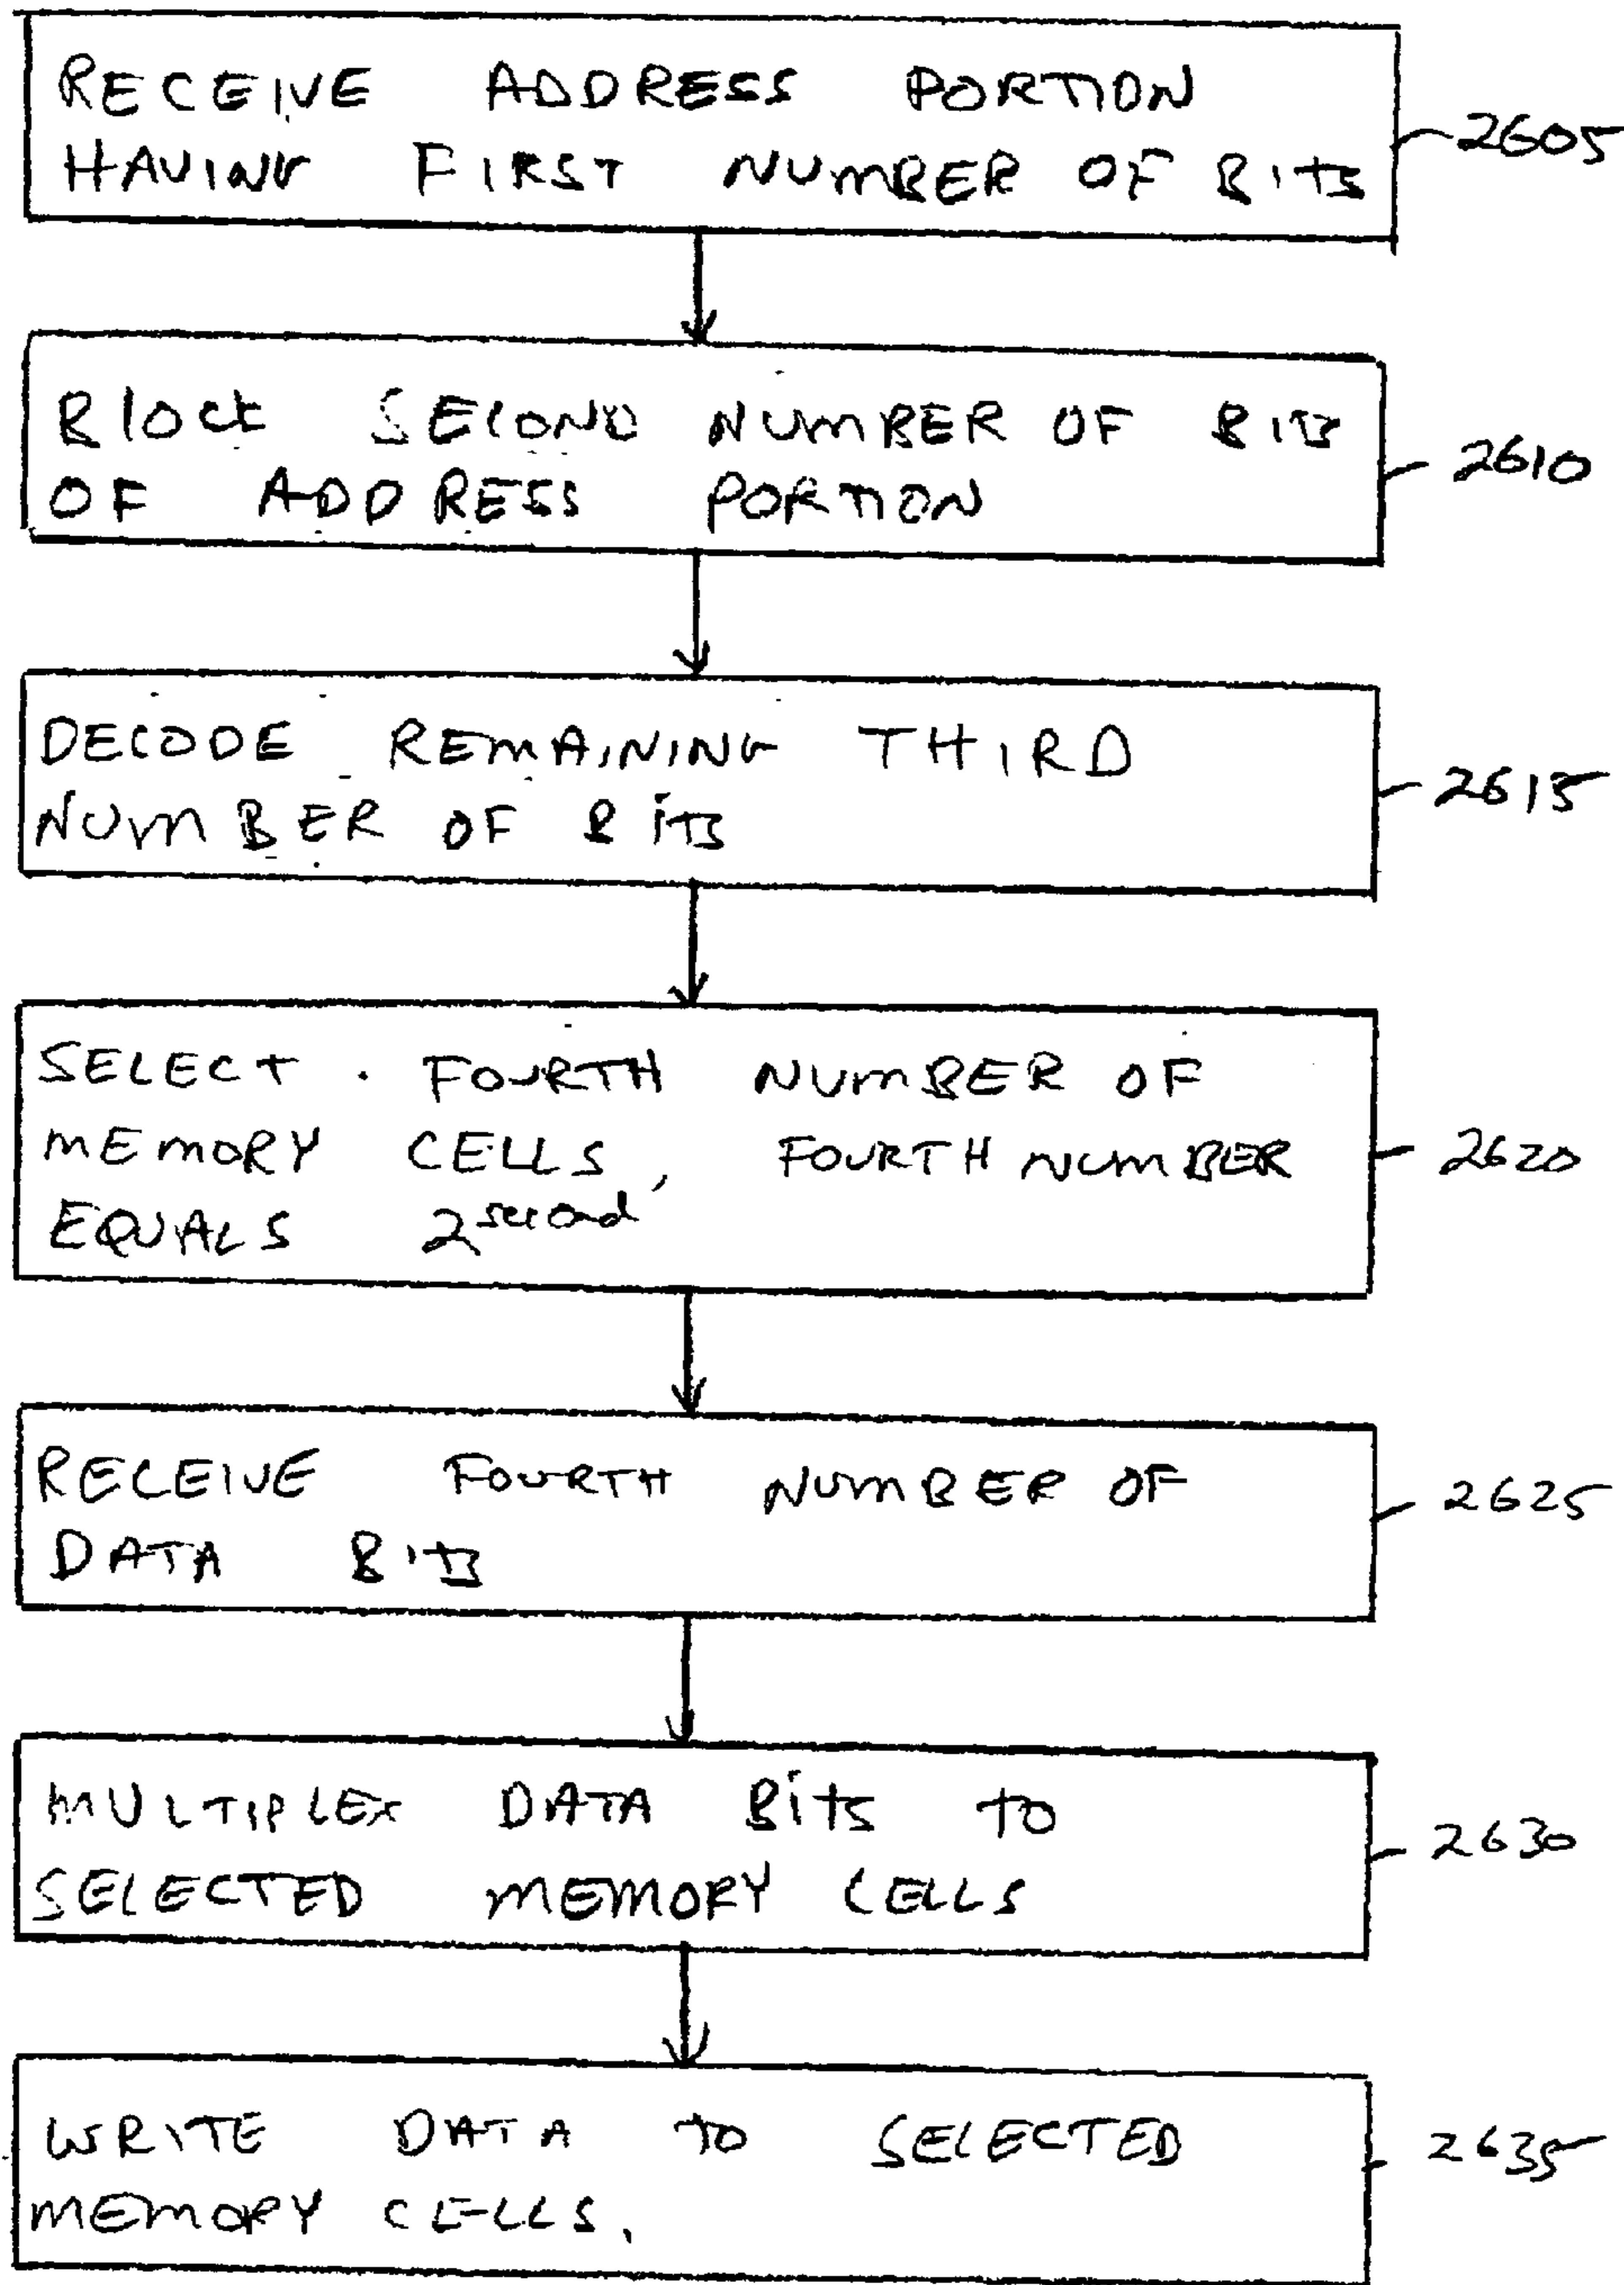 RECEIVE ADDRESS PORTION
HAVING FIRST NUMBER OF BITS
2605
BLOCK SECOND NUMBER OF BITS
OF ADDRESS PORTION
2610
DECODE REMAINING THIRD
NUMBER OF BITS
2615
SELECT FOURTH NUMBER OF
MEMORY CELLS, FOURTH NUMBER
EQUALS 2^second
2620
RECEIVE FOURTH NUMBER OF
DATA BITS
2625
MULTIPLEX DATA BITS TO
SELECTED MEMORY CELLS
2630
WRITE DATA TO SELECTED
MEMORY CELLS.
2635